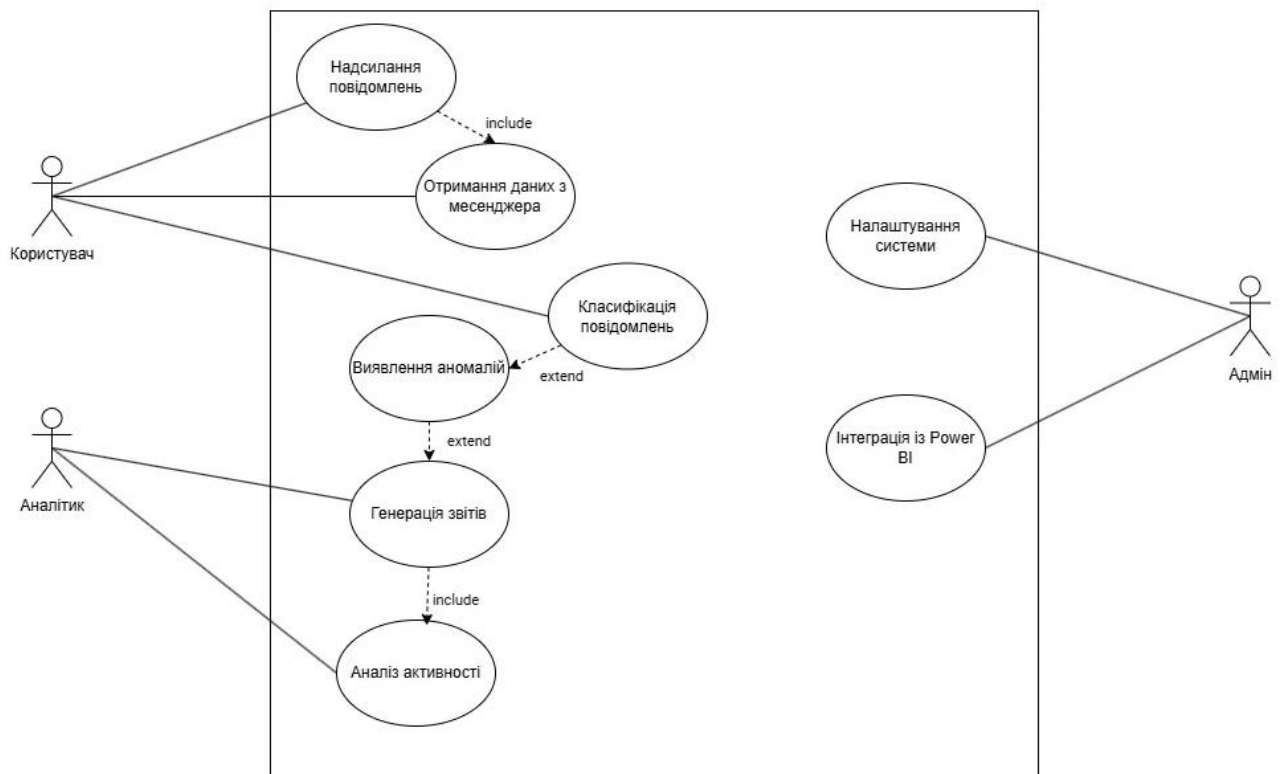 Надсилання
повідомлень
include
Отримання даних з
месенджера
Користувач
Налаштування
системи
Класифікація
повідомлень
Виявлення аномалій
extend
Адмін
extend
Інтеграція із Power
BI
Аналітик
Генерація звітів
include
Аналіз активності